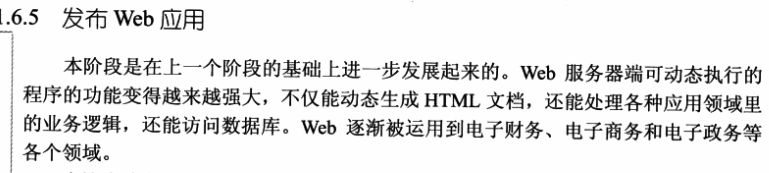 1.6.5 发布 Web 应用
本阶段是在上一个阶段的基础上进一步发展起来的。Web 服务器端可动态执行的
程序的功能变得越来越强大，不仅能动态生成 HTML 文档，还能处理各种应用领域里
的业务逻辑，还能访问数据库。Web 逐渐被运用到电子财务、电子商务和电子政务等
各个领域。